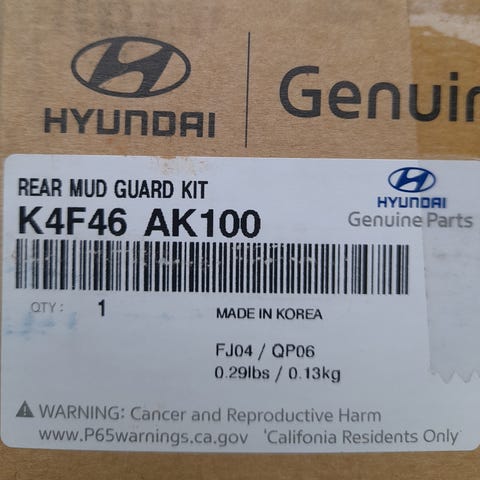 HYUNDAI
Genuin
REAR MUD GUARD KIT
K4F46 AK100
HYUNDAI
Genuine Parts
QTY: 1
MADE IN KOREA
FJ04 / QP06
0.29lbs / 0.13kg
WARNING: Cancer and Reproductive Harm
www.P65warnings.ca.gov 'Califonia Residents Only'